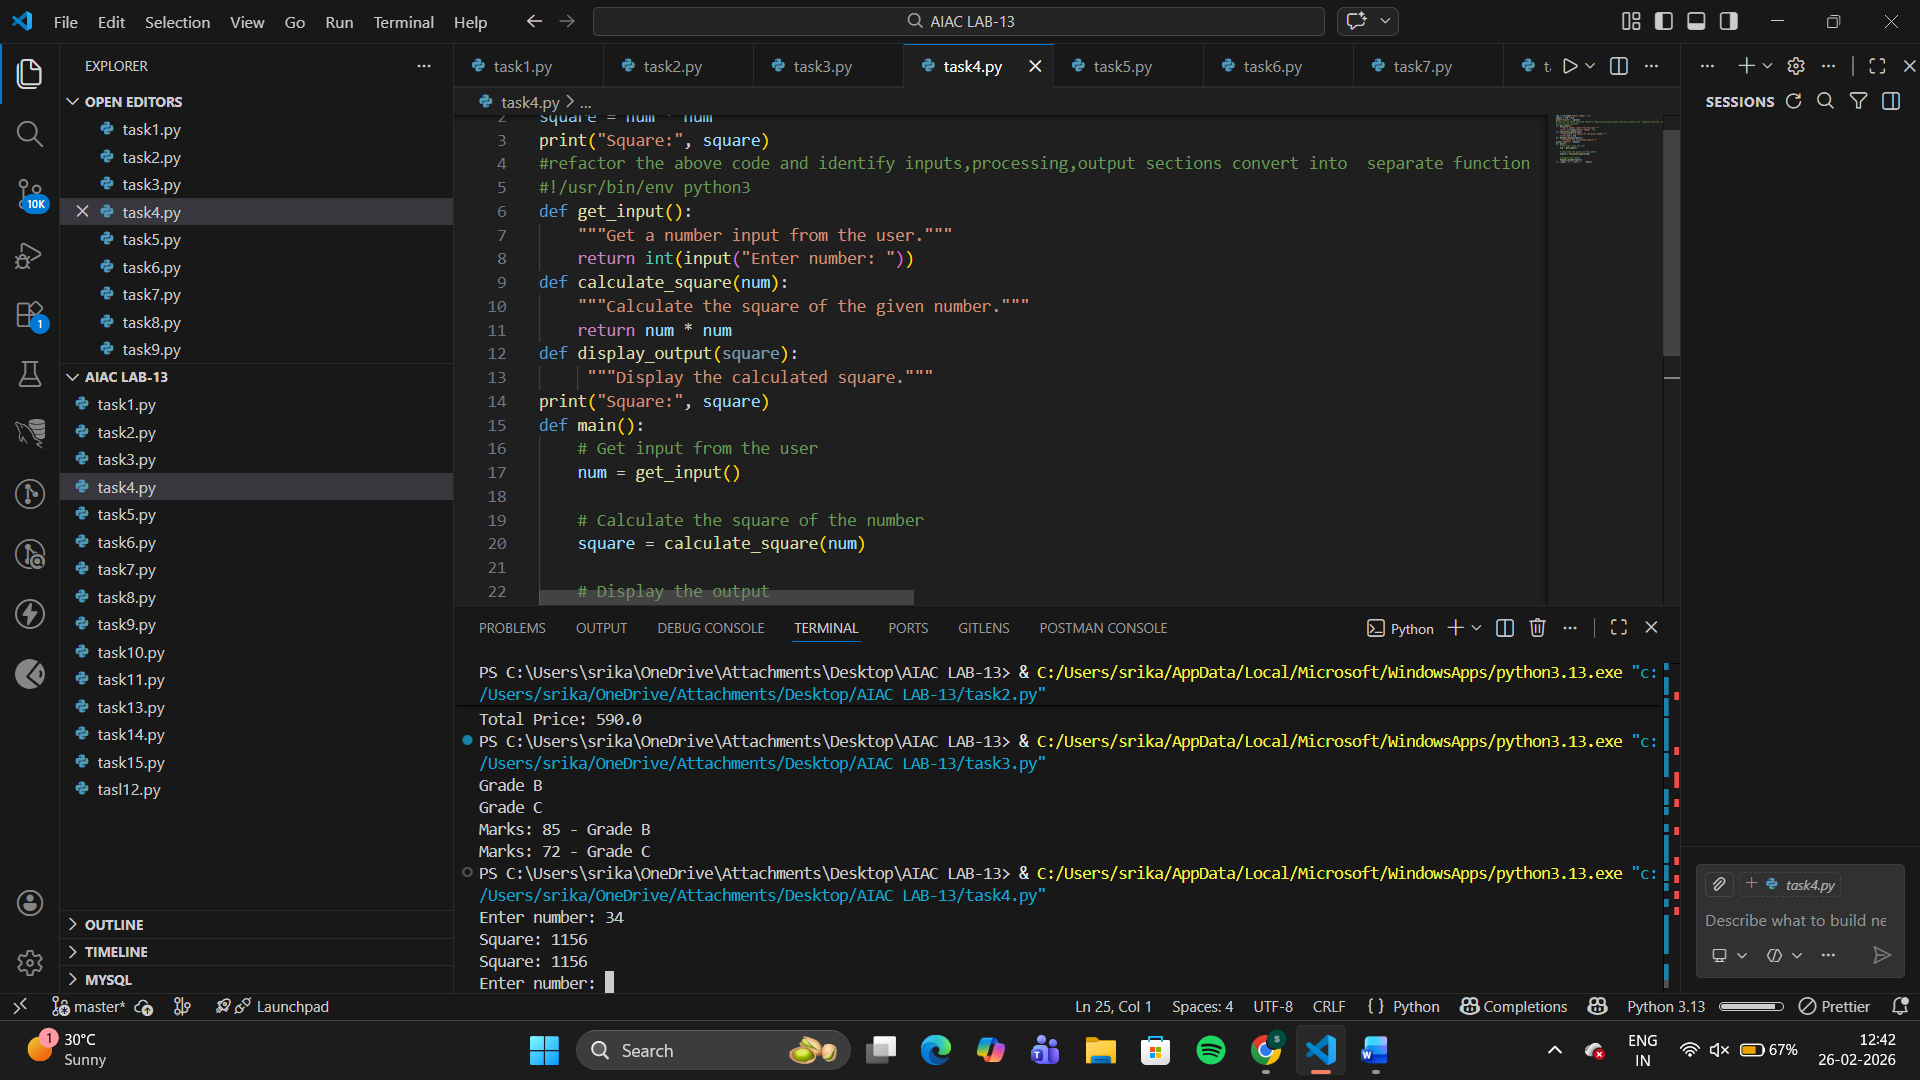 File Edit Selection View Go Run Terminal Help
AIAC LAB-13
EXPLORER
OPEN EDITORS
task1.py
task2.py
task3.py
task4.py
task5.py
task6.py
task7.py
task8.py
task9.py
AIAC LAB-13
task1.py
task2.py
task3.py
task4.py
task5.py
task6.py
task7.py
task8.py
task9.py
task10.py
task11.py
task13.py
task14.py
task15.py
tasl12.py
OUTLINE
TIMELINE
MYSQL
10K
1
task1.py task2.py task3.py task4.py task5.py task6.py task7.py
task4.py > ...
2 square = num * num
3 print("Square:", square)
4 #refactor the above code and identify inputs,processing,output sections convert into  separate function
5 #!/usr/bin/env python3
6 def get_input():
7     """Get a number input from the user."""
8     return int(input("Enter number: "))
9 def calculate_square(num):
10     """Calculate the square of the given number."""
11     return num * num
12 def display_output(square):
13      """Display the calculated square."""
14 print("Square:", square)
15 def main():
16     # Get input from the user
17     num = get_input()
18
19     # Calculate the square of the number
20     square = calculate_square(num)
21
22     # Display the output
PROBLEMS OUTPUT DEBUG CONSOLE TERMINAL PORTS GITLENS POSTMAN CONSOLE
Python
PS C:\Users\srika\OneDrive\Attachments\Desktop\AIAC LAB-13> & C:/Users/srika/AppData/Local/Microsoft/WindowsApps/python3.13.exe "c:
/Users/srika/OneDrive/Attachments/Desktop/AIAC LAB-13/task2.py"
Total Price: 590.0
PS C:\Users\srika\OneDrive\Attachments\Desktop\AIAC LAB-13> & C:/Users/srika/AppData/Local/Microsoft/WindowsApps/python3.13.exe "c:
/Users/srika/OneDrive/Attachments/Desktop/AIAC LAB-13/task3.py"
Grade B
Grade C
Marks: 85 - Grade B
Marks: 72 - Grade C
PS C:\Users\srika\OneDrive\Attachments\Desktop\AIAC LAB-13> & C:/Users/srika/AppData/Local/Microsoft/WindowsApps/python3.13.exe "c:
/Users/srika/OneDrive/Attachments/Desktop/AIAC LAB-13/task4.py"
Enter number: 34
Square: 1156
Square: 1156
Enter number:
SESSIONS
task4.py
Describe what to build ne
master* Launchpad
Ln 25, Col 1 Spaces: 4 UTF-8 CRLF { } Python Completions Python 3.13 Prettier
1
30°C
Sunny
Search
ENG
IN
67%
12:42
26-02-2026